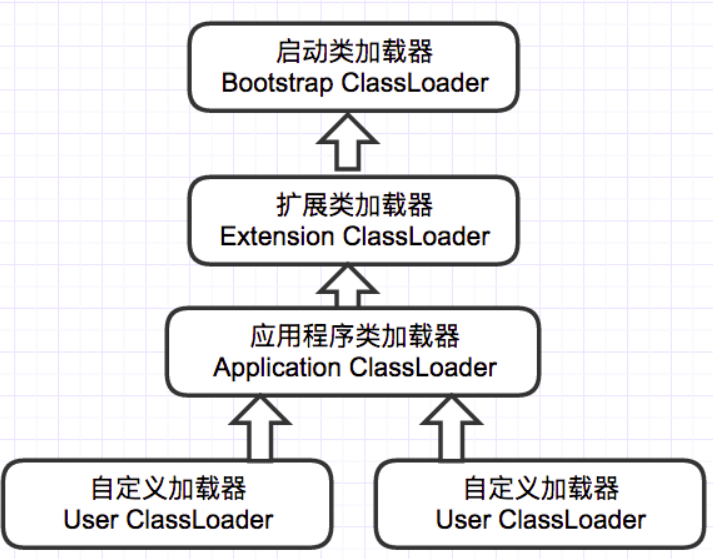 启动类加载器
Bootstrap ClassLoader
扩展类加载器
Extension ClassLoader
应用程序类加载器
Application ClassLoader
自定义加载器
User ClassLoader
自定义加载器
User ClassLoader